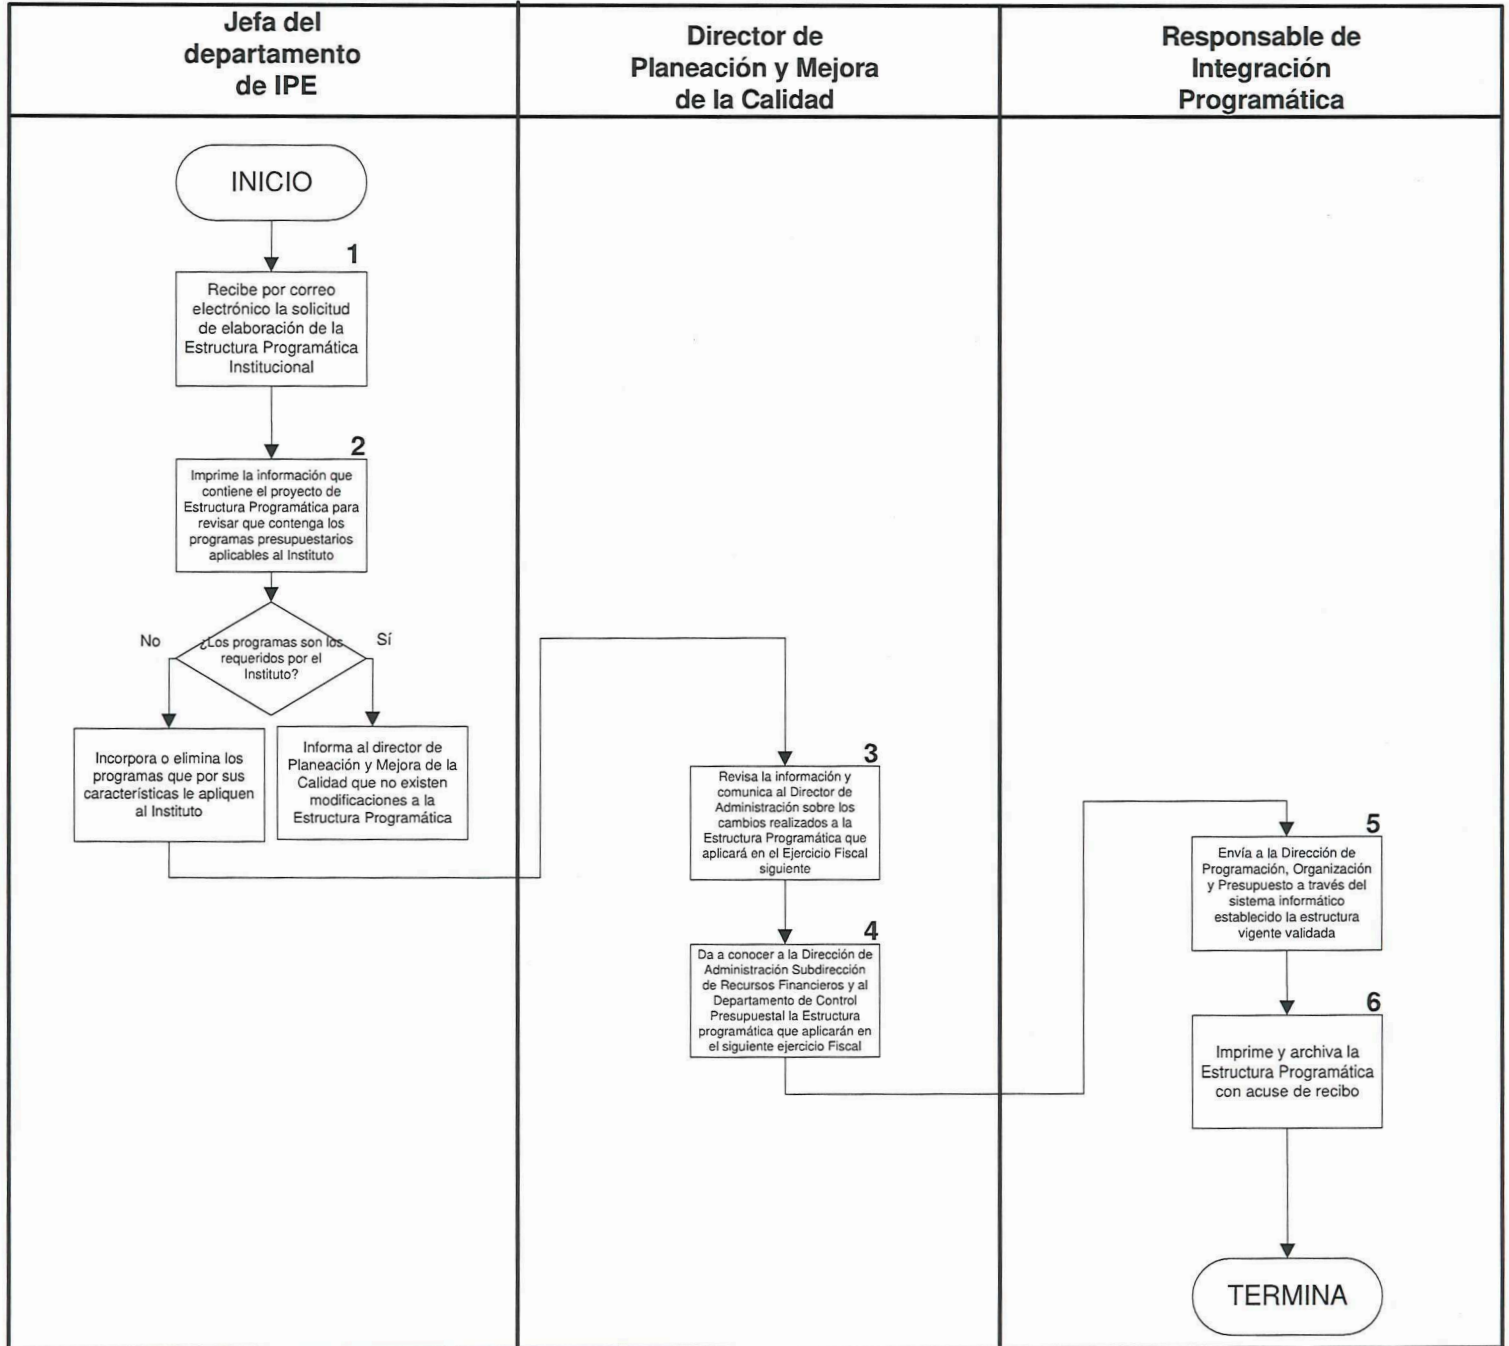 Jefa del
departamento
de IPE
Director de
Planeación y Mejora
de la Calidad
Responsable de
Integración
Programática
INICIO
1
Recibe por correo
electrónico la solicitud
de elaboración de la
Estructura Programática
Institucional
2
Imprime la información que
contiene el proyecto de
Estructura Programática para
revisar que contenga los
programas presupuestarios
aplicables al Instituto
No
¿Los programas son los
requeridos por el
Instituto?
Sí
Incorpora o elimina los
programas que por sus
características le apliquen
al Instituto
Informa al director de
Planeación y Mejora de la
Calidad que no existen
modificaciones a la
Estructura Programática
3
Revisa la información y
comunica al Director de
Administración sobre los
cambios realizados a la
Estructura Programática que
aplicará en el Ejercicio Fiscal
siguiente
4
Da a conocer a la Dirección de
Administración Subdirección
de Recursos Financieros y al
Departamento de Control
Presupuestal la Estructura
programática que aplicarán en
el siguiente ejercicio Fiscal
5
Envía a la Dirección de
Programación, Organización
y Presupuesto a través del
sistema informático
establecido la estructura
vigente validada
6
Imprime y archiva la
Estructura Programática
con acuse de recibo
TERMINA